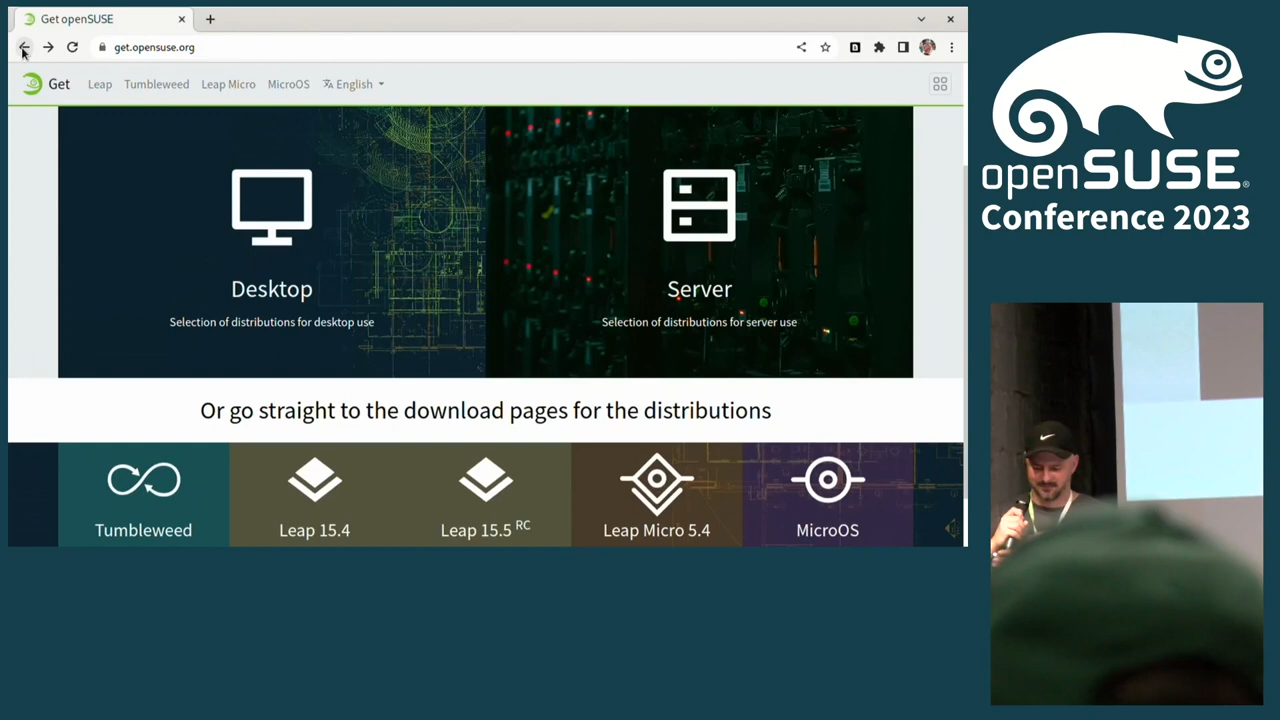 Get openSUSE
get.opensuse.org
Get Leap Tumbleweed Leap Micro MicroOS English
Desktop
Selection of distributions for desktop use
Server
Selection of distributions for server use
Or go straight to the download pages for the distributions
Tumbleweed
Leap 15.4
Leap 15.5 RC
Leap Micro 5.4
MicroOS
openSUSE®
Conference 2023